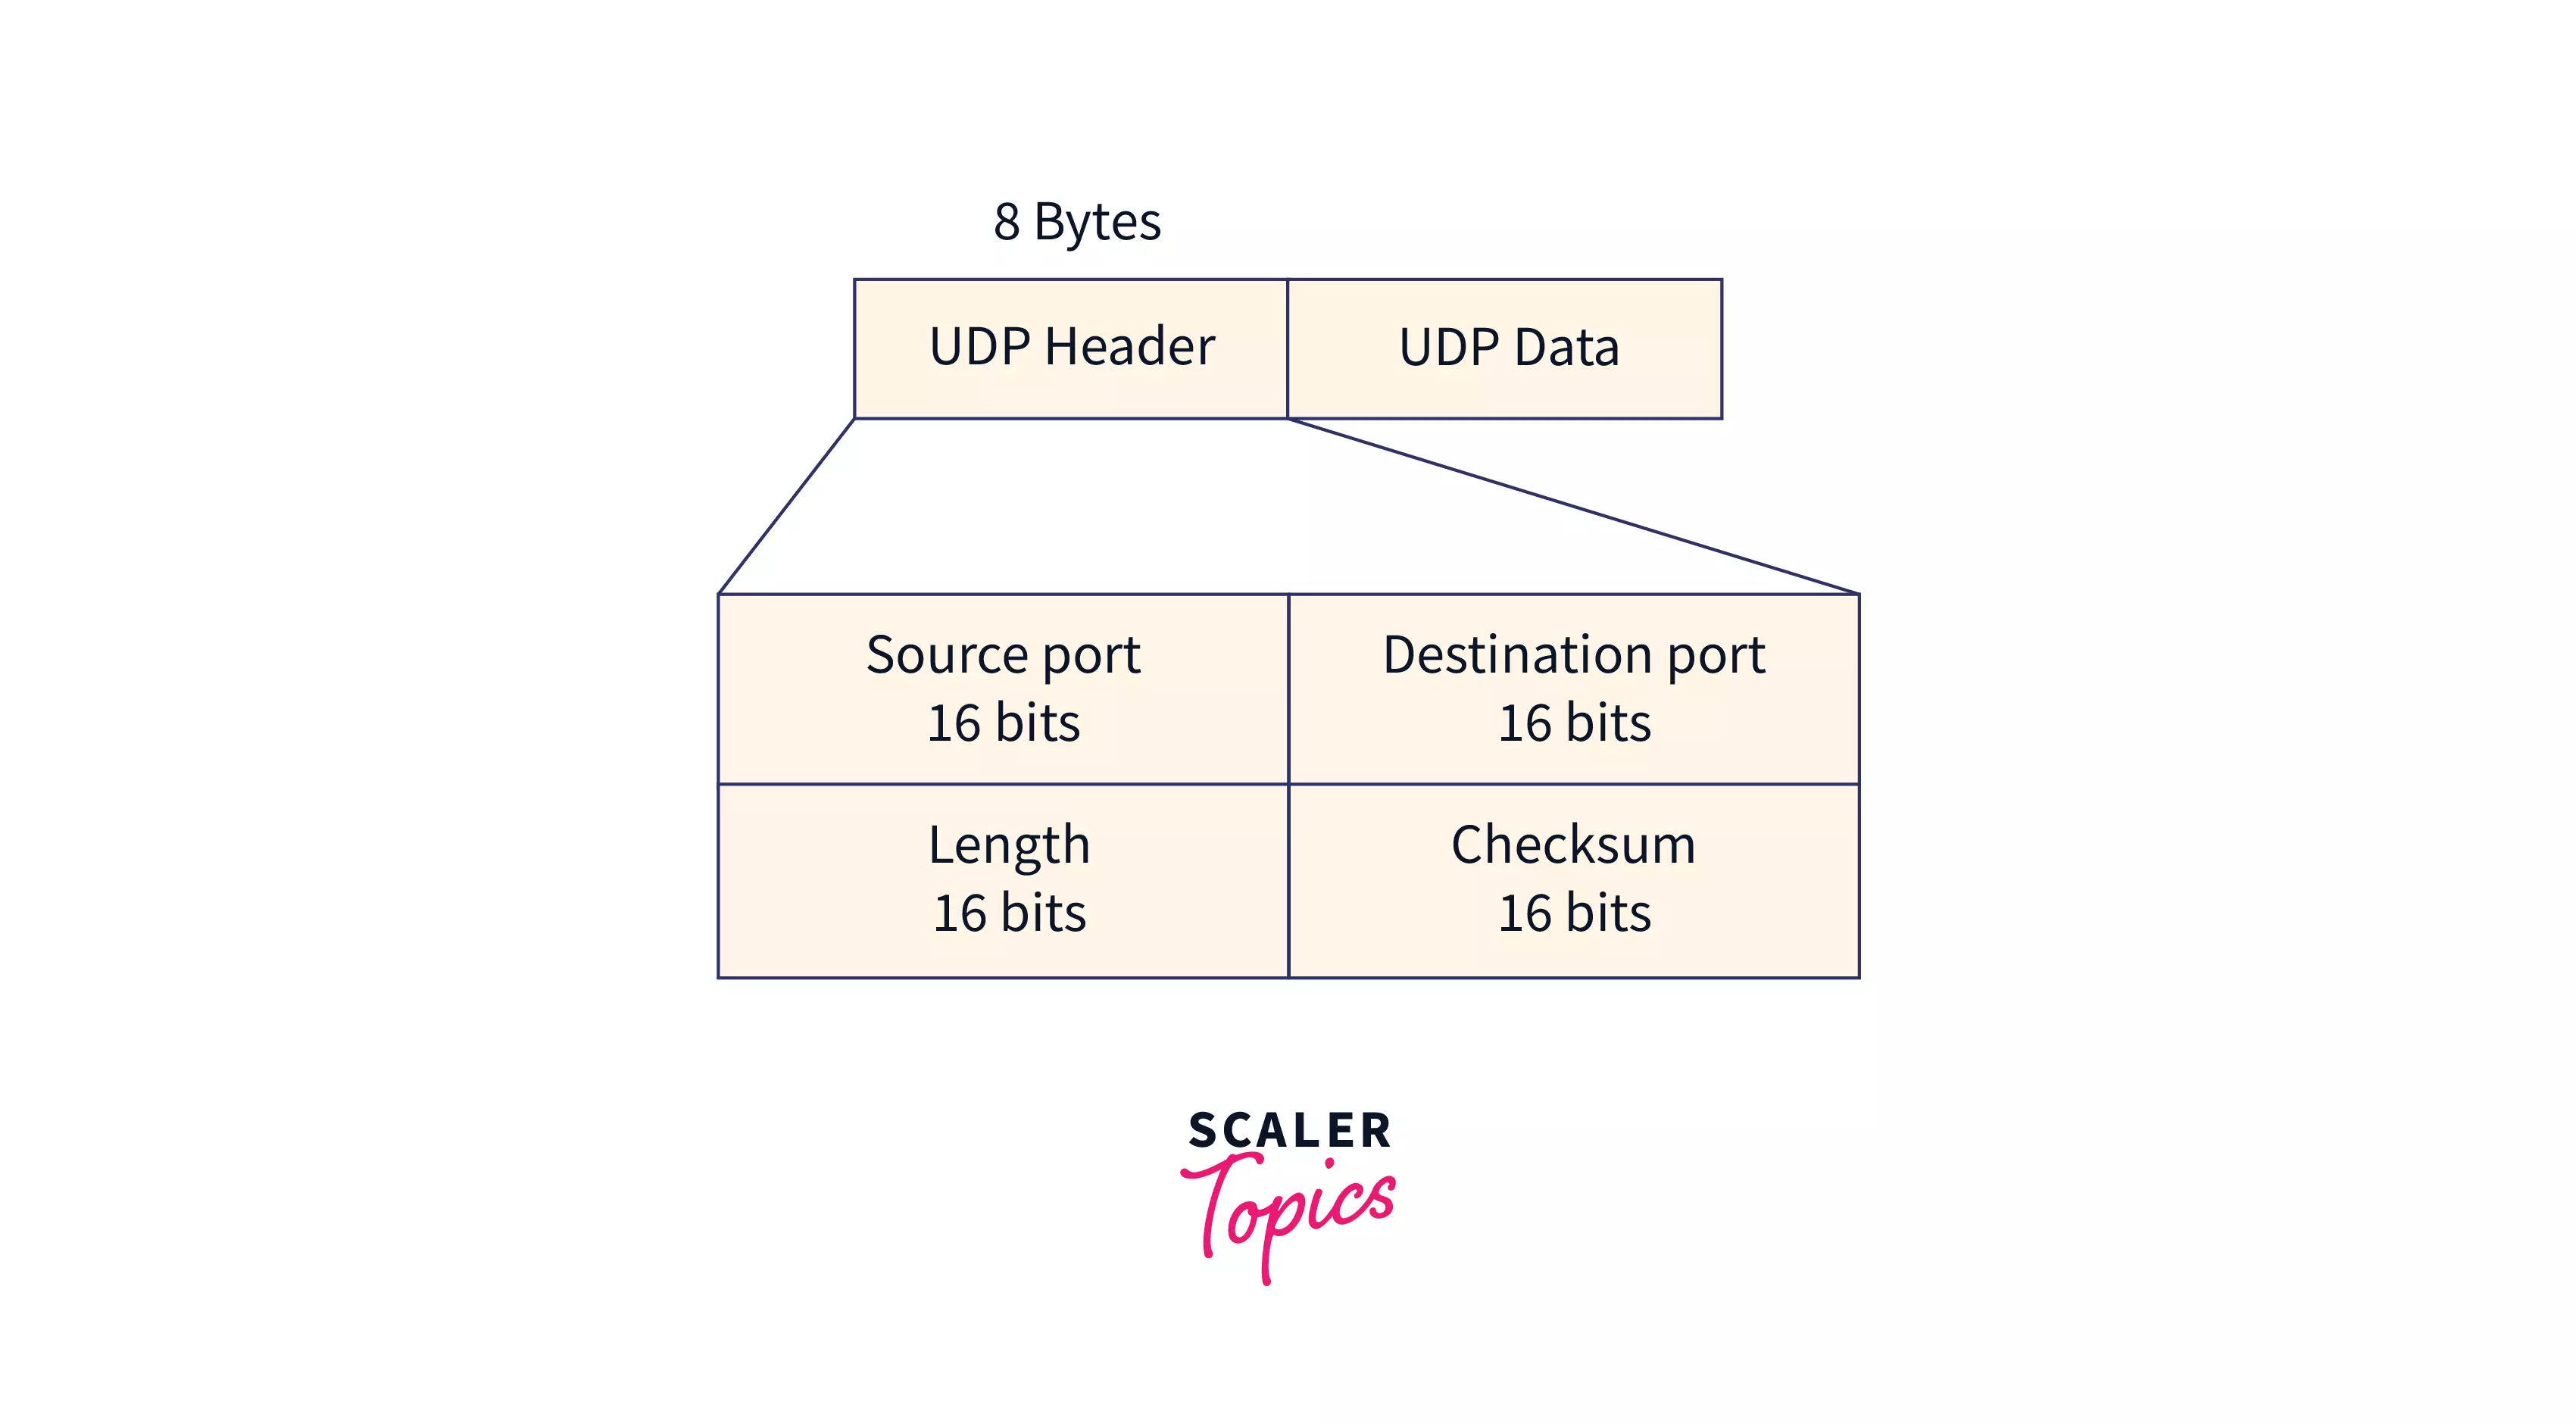 8 Bytes
UDP Header
UDP Data
Source port
16 bits
Destination port
16 bits
Length
16 bits
Checksum
16 bits
SCALER
Topics